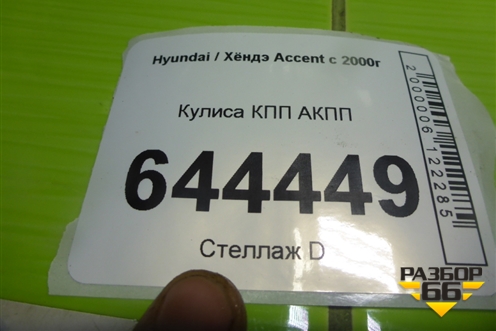 Hyundai / Хёндэ Accent с 2000г
Кулиса КПП АКПП
644449
Стеллаж D
2000006122285
РАЗБОР
66